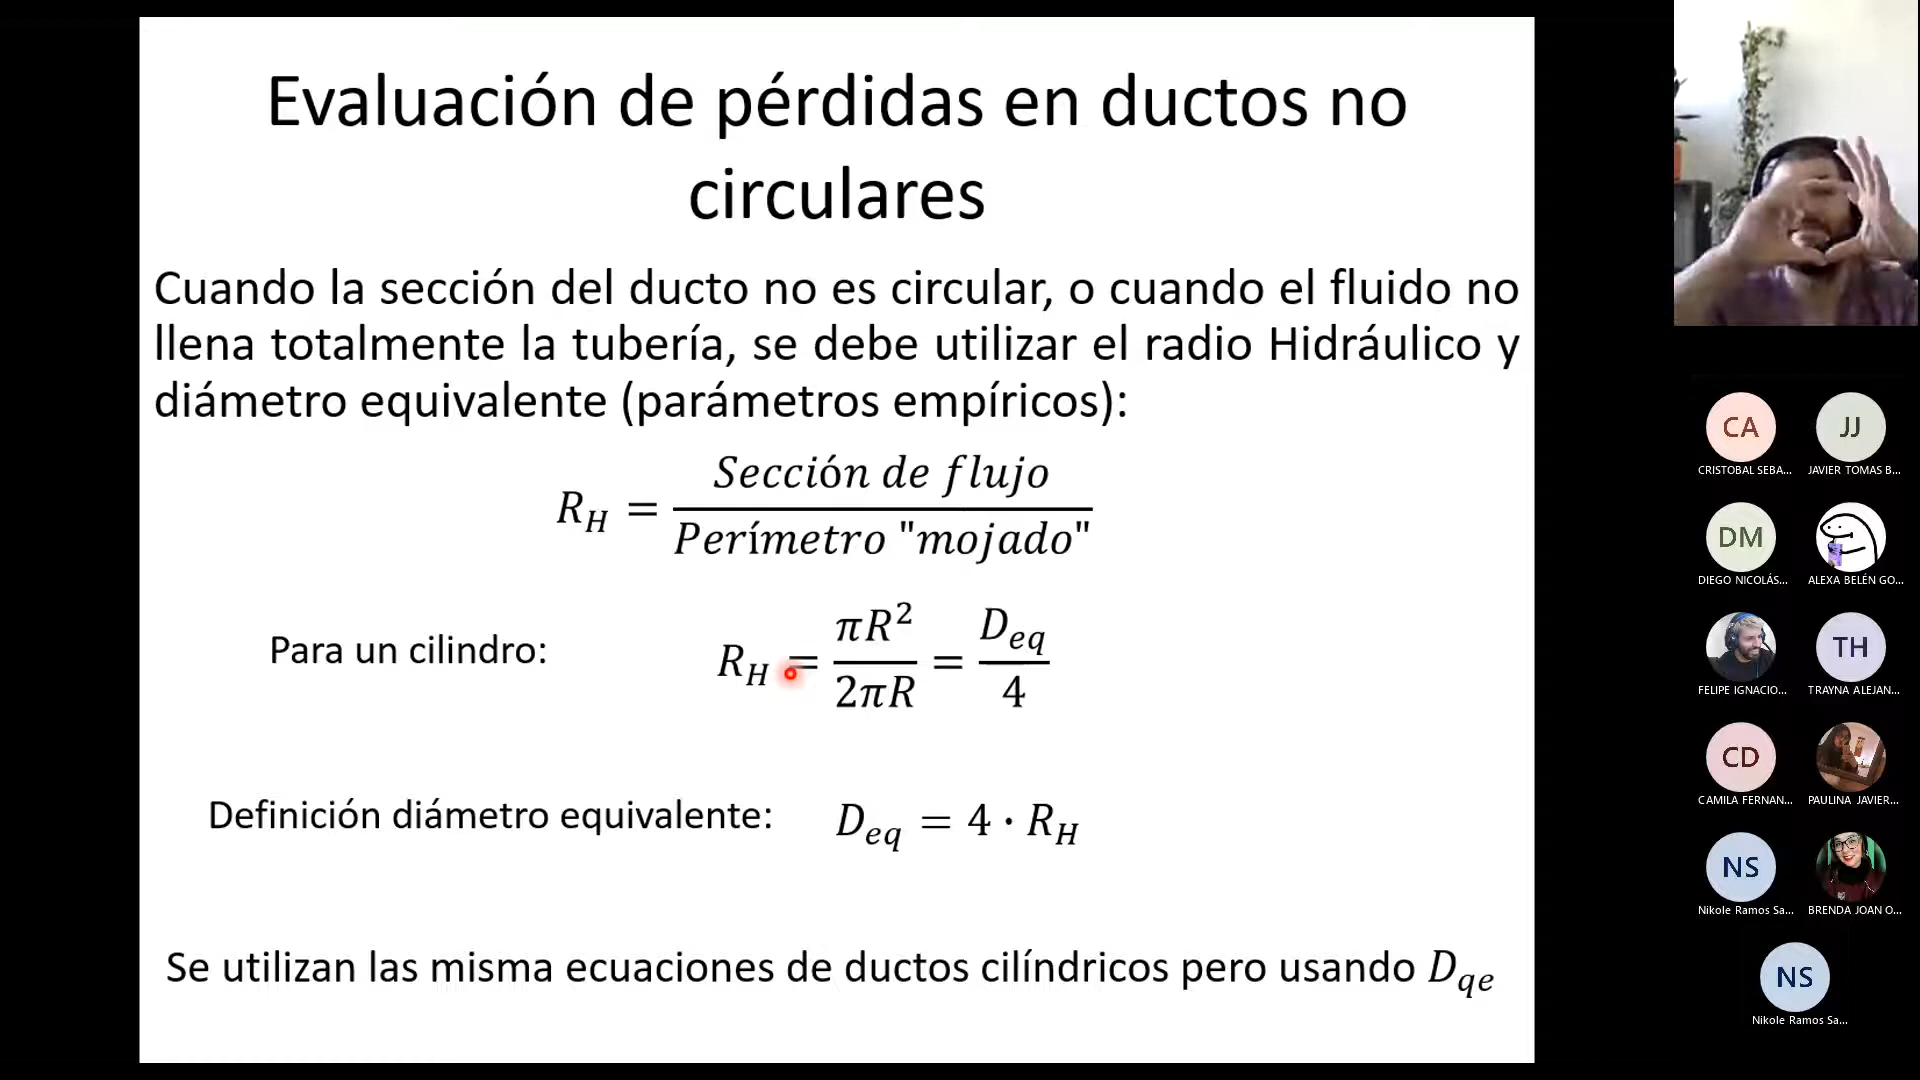 Evaluación de pérdidas en ductos no
circulares
Cuando la sección del ducto no es circular, o cuando el fluido no
llena totalmente la tubería, se debe utilizar el radio Hidráulico y
diámetro equivalente (parámetros empíricos):
R_H = Sección de flujo / Perímetro "mojado"
Para un cilindro: R_H = πR² / 2πR = D_eq / 4
Definición diámetro equivalente: D_eq = 4 · R_H
Se utilizan las misma ecuaciones de ductos cilíndricos pero usando D_qe
CA JJ
CRISTOBAL SEBA... JAVIER TOMAS B...
DM
DIEGO NICOLÁS... ALEXA BELÉN GO...
TH
FELIPE IGNACIO... TRAYNA ALEJAN...
CD
CAMILA FERNAN... PAULINA JAVIER...
NS
Nikole Ramos Sa... BRENDA JOAN O...
NS
Nikole Ramos Sa...